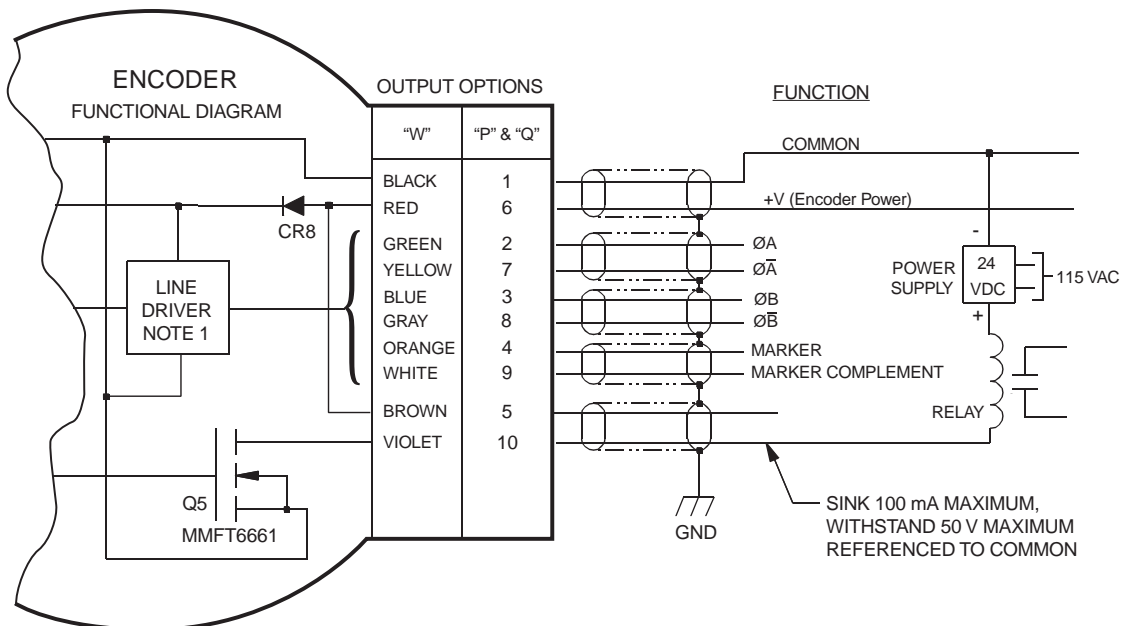 ENCODER
FUNCTIONAL DIAGRAM
OUTPUT OPTIONS
FUNCTION
"W" "P" & "Q"
COMMON
BLACK 1
RED 6
+V (Encoder Power)
CR8
GREEN 2
ØA
YELLOW 7
ØA̅
BLUE 3
ØB
GRAY 8
ØB̅
ORANGE 4
MARKER
WHITE 9
MARKER COMPLEMENT
BROWN 5
VIOLET 10
LINE
DRIVER
NOTE 1
Q5
MMFT6661
-
POWER
SUPPLY
24
VDC
115 VAC
+
RELAY
GND
SINK 100 mA MAXIMUM,
WITHSTAND 50 V MAXIMUM
REFERENCED TO COMMON